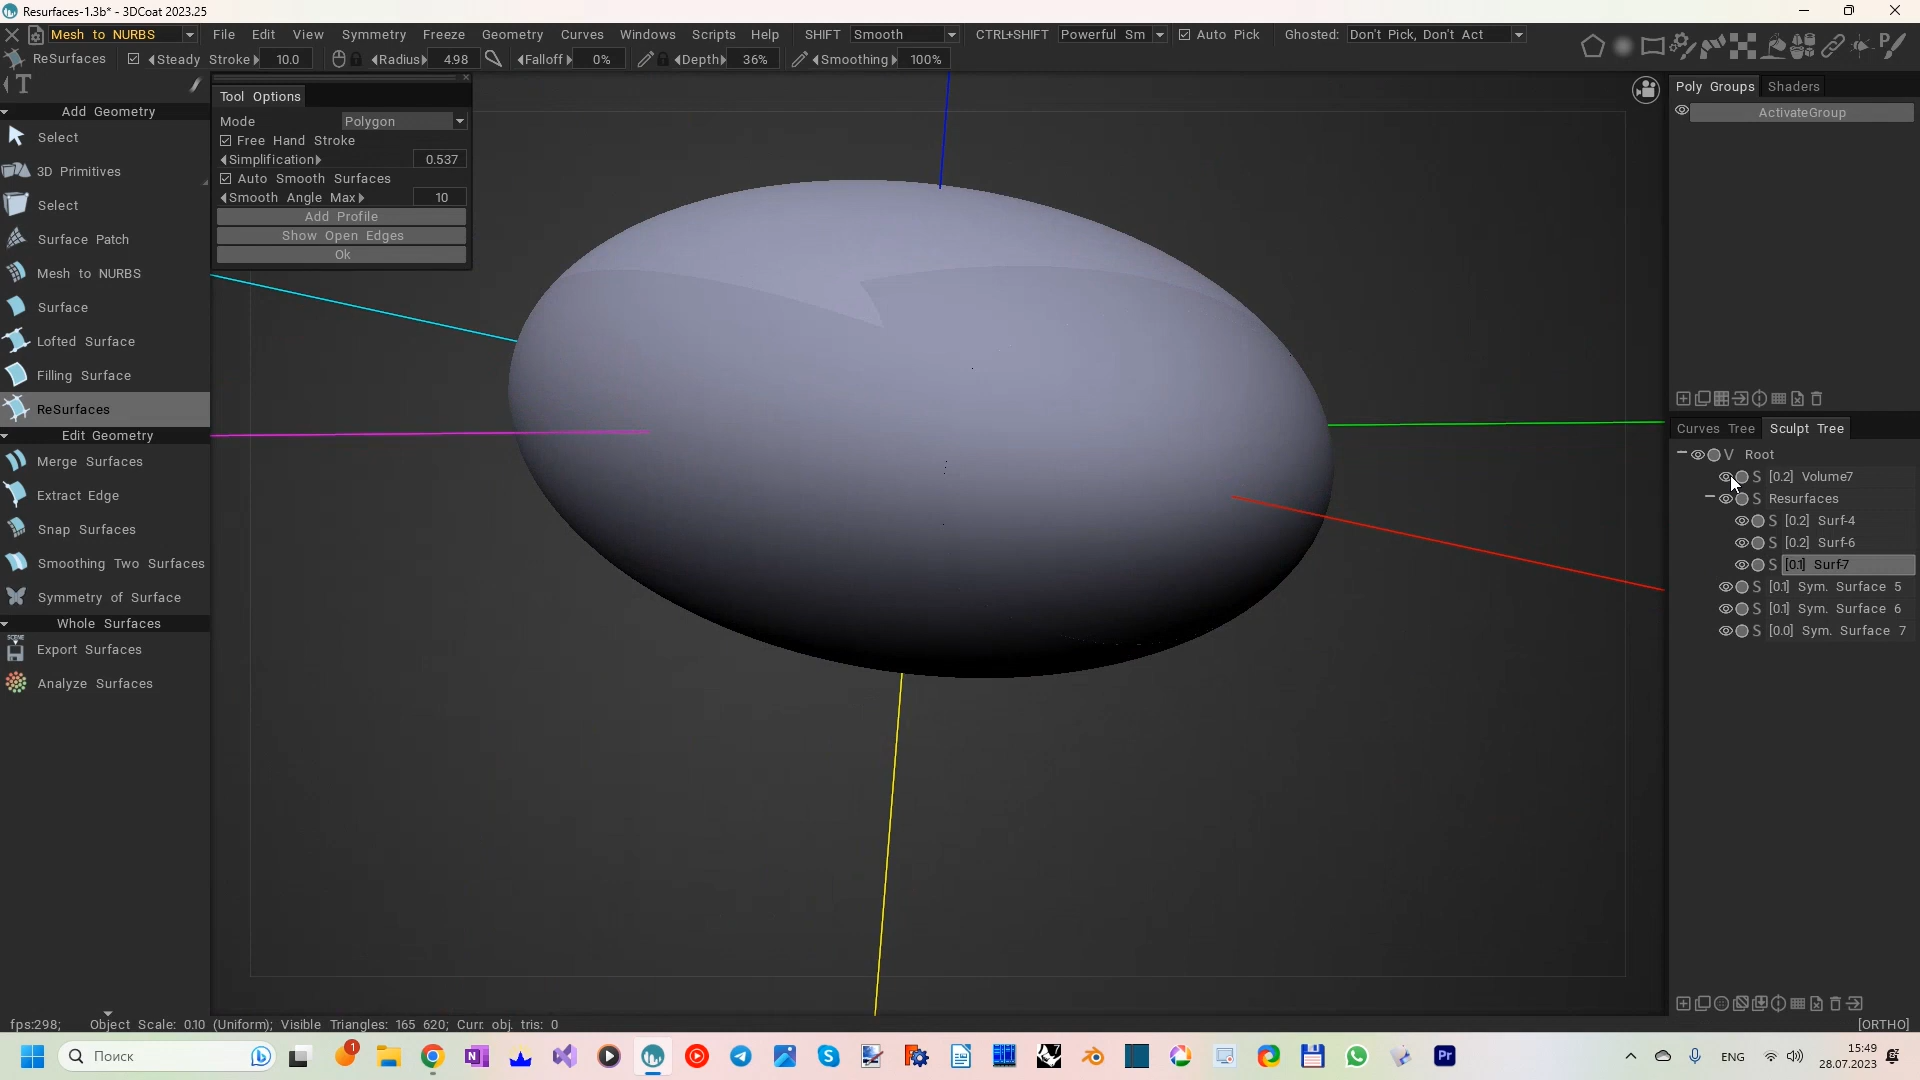 Resurfaces-1.3b* - 3DCoat 2023.25
Mesh to NURBS File Edit View Symmetry Freeze Geometry Curves Windows Scripts Help SHIFT Smooth CTRL+SHIFT Powerful Sm Auto Pick Ghosted: Don't Pick, Don't Act
ReSurfaces Steady Stroke 10.0 Radius 4.98 Falloff 0% Depth 36% Smoothing 100%
Add Geometry
Select
3D Primitives
Select
Surface Patch
Mesh to NURBS
Surface
Lofted Surface
Filling Surface
ReSurfaces
Edit Geometry
Merge Surfaces
Extract Edge
Snap Surfaces
Smoothing Two Surfaces
Symmetry of Surface
Whole Surfaces
SCENE
Export Surfaces
Analyze Surfaces
Tool Options
Mode Polygon
Free Hand Stroke
Simplification 0.537
Auto Smooth Surfaces
Smooth Angle Max 10
Add Profile
Show Open Edges
Ok
Poly Groups Shaders
ActivateGroup
Curves Tree Sculpt Tree
V Root
S [0.2] Volume7
S Resurfaces
S [0.2] Surf-4
S [0.2] Surf-6
S [0.1] Surf-7
S [0.1] Sym. Surface 5
S [0.1] Sym. Surface 6
S [0.0] Sym. Surface 7
fps:298; Object Scale: 0.10 (Uniform); Visible Triangles: 165 620; Curr. obj. tris: 0 [ORTHO]
Поиск
1
ENG
15:49
28.07.2023